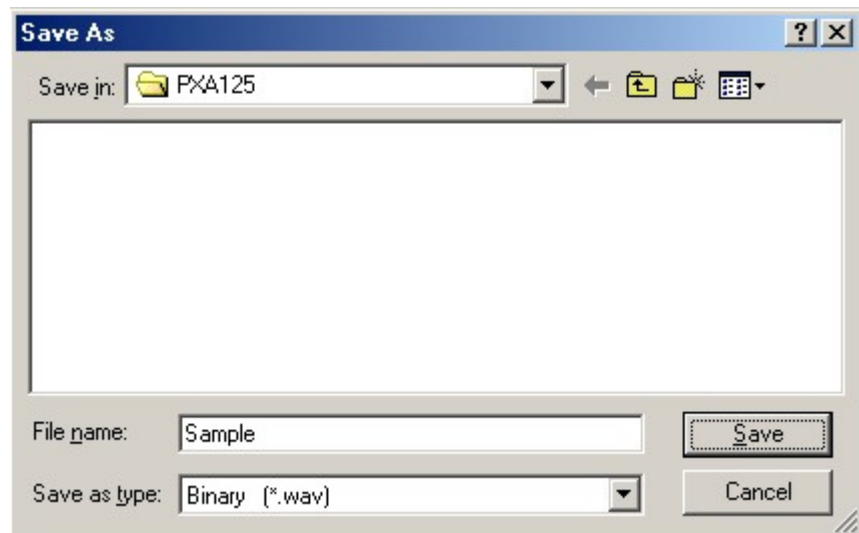 Save As
Save in: PXA125
File name: Sample
Save
Save as type: Binary (*.wav)
Cancel